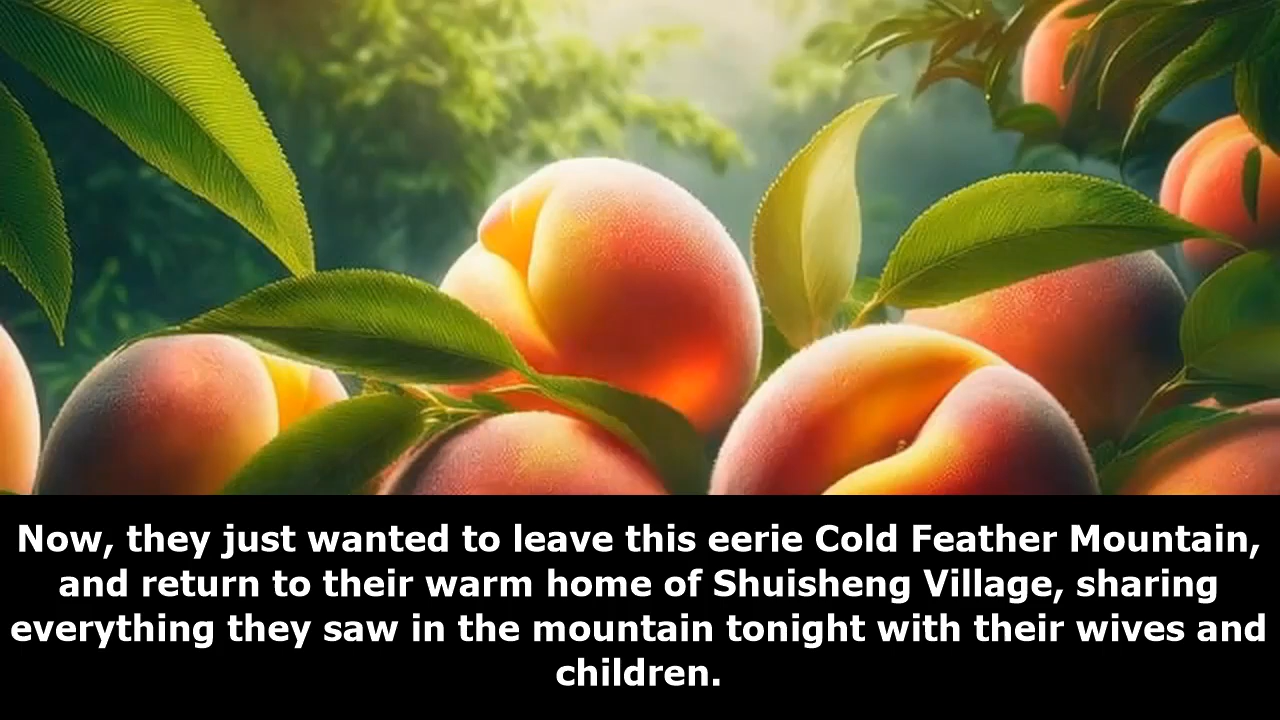 Now, they just wanted to leave this eerie Cold Feather Mountain,
and return to their warm home of Shuisheng Village, sharing
everything they saw in the mountain tonight with their wives and
children.